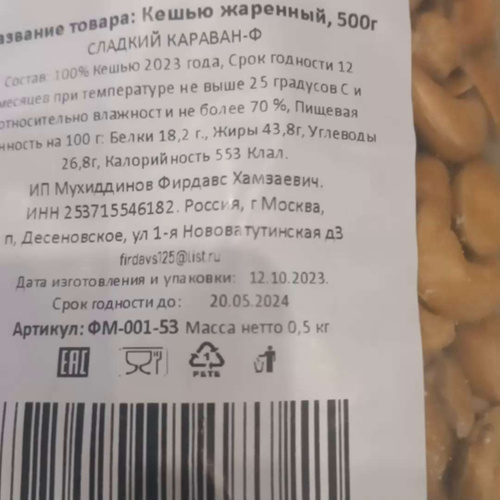 азвание товара: Кешью жаренный, 500г
СЛАДКИЙ КАРАВАН-Ф
Состав: 100% Кешью 2023 года, Срок годности 12
месяцев при температуре не выше 25 градусов С и
относительно влажности не более 70 %, Пищевая
нность на 100 г: Белки 18,2 г., Жиры 43,8г, Углеводы
26,8г, Калорийность 553 Клал.
ИП Мухиддинов Фирдавс Хамзаевич.
ИНН 253715546182. Россия, г Москва,
п, Десеновское, ул 1-я Нововатутинская д3
firdavs125@list.ru
Дата изготовления и упаковки: 12.10.2023.
Срок годности до: 20.05.2024
Артикул: ФМ-001-53 Масса нетто 0,5 кг
EAC 1 PETE